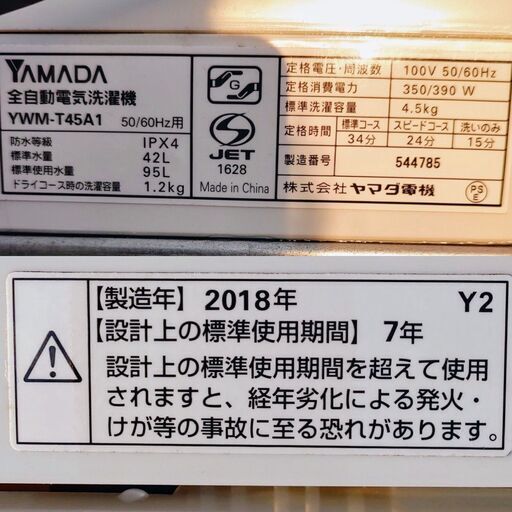 YAMADA
全自動電気洗濯機
YWM-T45A1 50/60Hz用
防水等級 IPX4
標準水量 42L
標準使用水量 95L
ドライコース時の洗濯容量 1.2kg
G
S
JET
1628
Made in China
定格電圧・周波数 100V 50/60Hz
定格消費電力 350/390 W
標準洗濯容量 4.5kg
定格時間 標準コース 34分 スピードコース 24分 洗いのみ 15分
製造番号 544785
株式会社ヤマダ電機
PS E
【製造年】2018年 Y2
【設計上の標準使用期間】7年
設計上の標準使用期間を超えて使用
されますと、経年劣化による発火・
けが等の事故に至る恐れがあります。